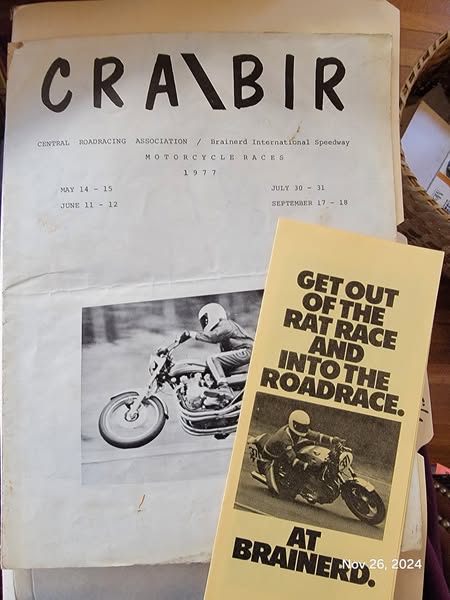 CRA\BIR
CENTRAL ROADRACING ASSOCIATION / Brainerd International Speedway
MOTORCYCLE RACES
1977
MAY 14 - 15
JUNE 11 - 12
JULY 30 - 31
SEPTEMBER 17 - 18
GET OUT
OF THE
RAT RACE
AND
INTO THE
ROADRACE.
AT
BRAINERD.
Nov 26, 2024